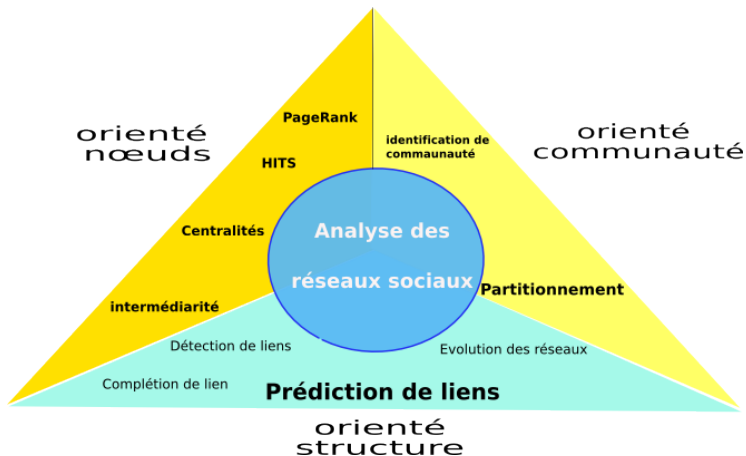 PageRank
orienté
nœuds
orienté
communauté
identification de
commaunauté
HITS
Centralités
Analyse des
réseaux sociaux
Partitionnement
intermédiarité
Détection de liens
Evolution des réseaux
Complétion de lien
Prédiction de liens
orienté
structure